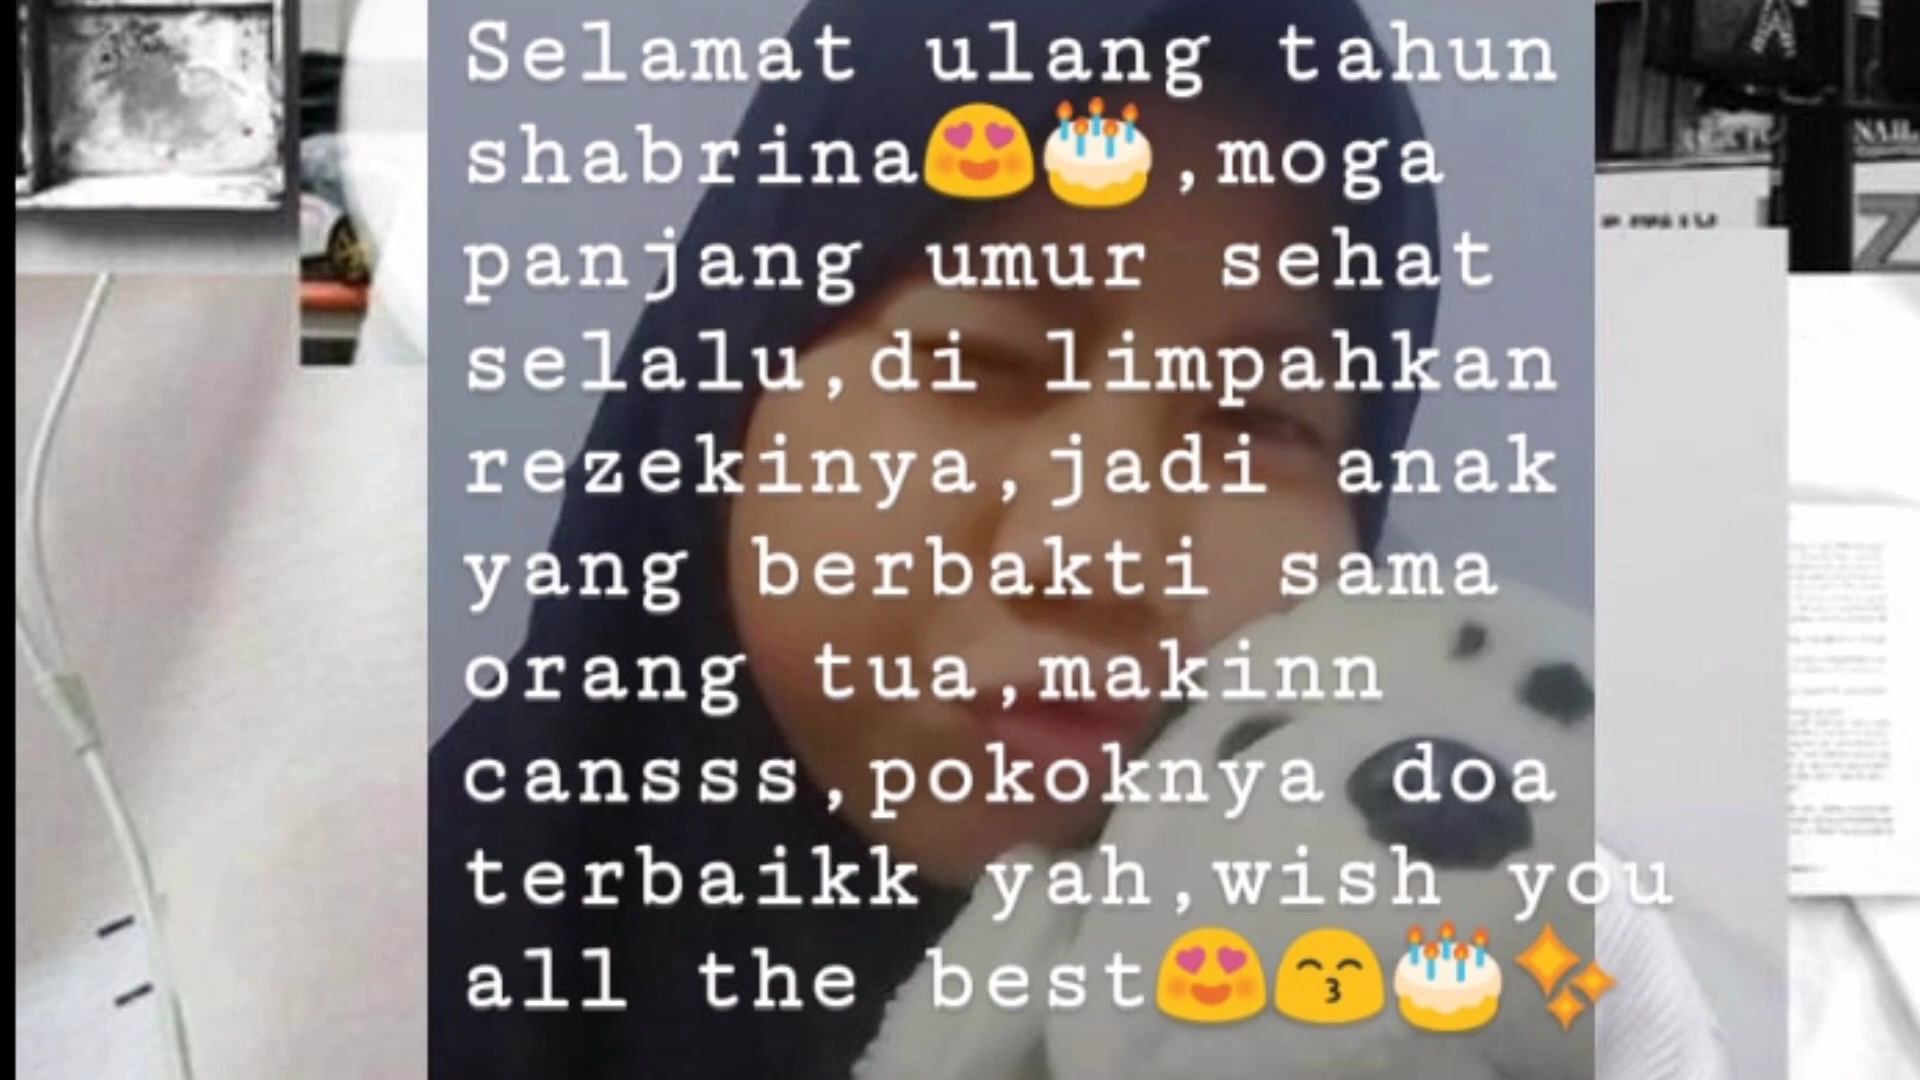 Selamat ulang tahun
shabrina😍🎂,moga
panjang umur sehat
selalu,di limpahkan
rezekinya,jadi anak
yang berbakti sama
orang tua,makinn
cansss,pokoknya doa
terbaikk yah,wish you
all the best😍😙🎂✨
NAIL